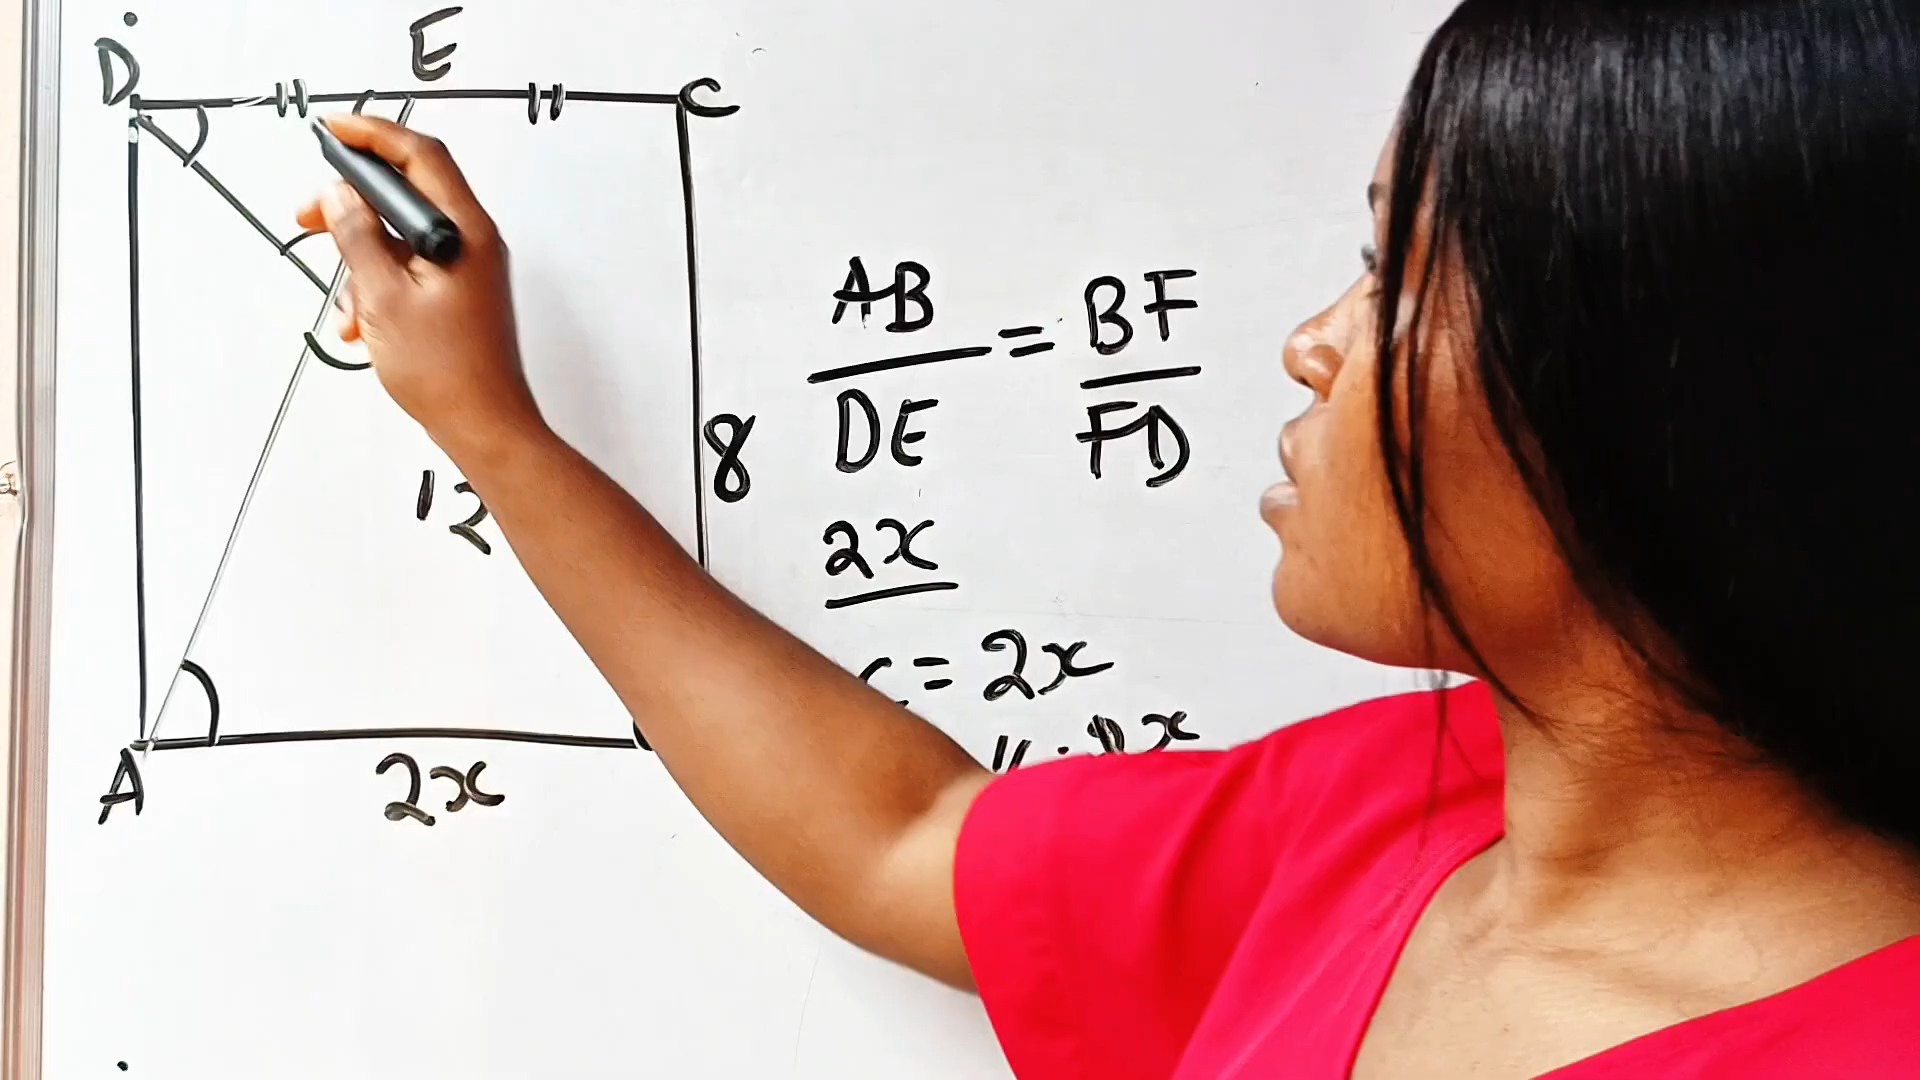 D
E
C
12
8
A
2x
AB = BF
DE FD
2x
= 2x